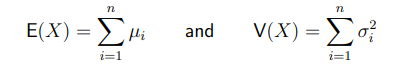 E(X) = ∑_{i=1}^{n} μ_i and V(X) = ∑_{i=1}^{n} σ_i^2